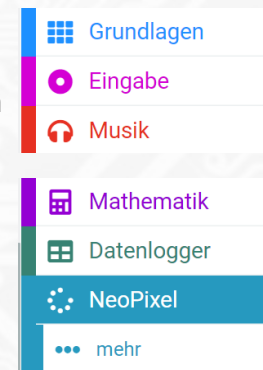 Grundlagen
Eingabe
Musik
Mathematik
Datenlogger
NeoPixel
mehr